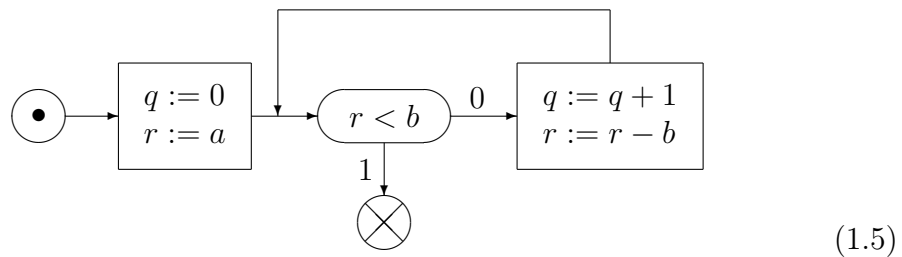 q := 0
r := a
r < b
0
q := q + 1
r := r − b
1
(1.5)